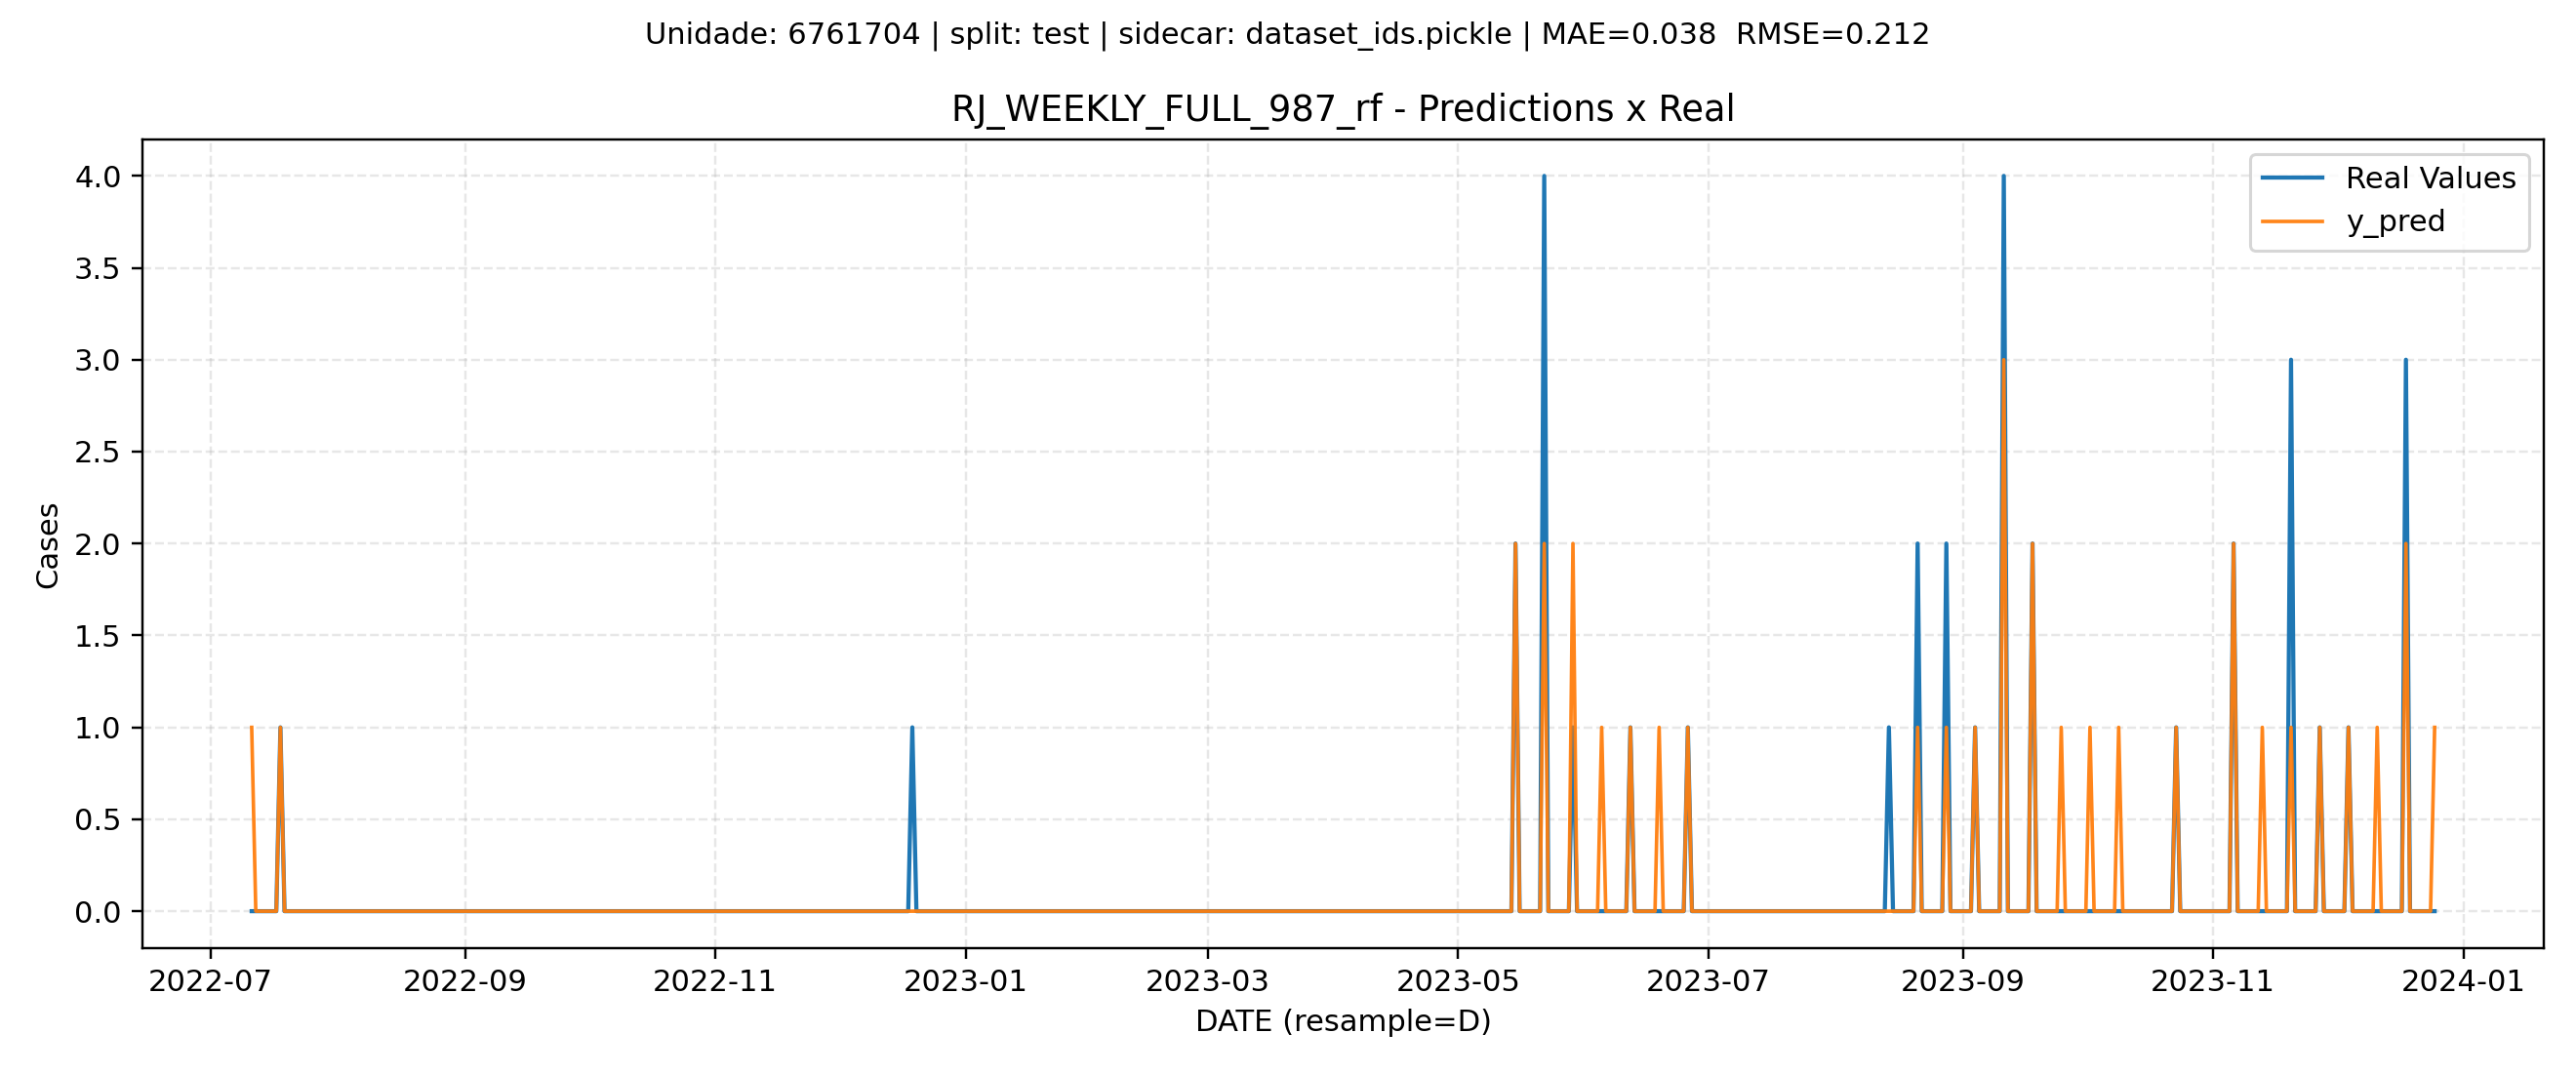 Unidade: 6761704 | split: test | sidecar: dataset_ids.pickle | MAE=0.038  RMSE=0.212
RJ_WEEKLY_FULL_987_rf - Predictions x Real
Real Values
y_pred
Cases
4.0
3.5
3.0
2.5
2.0
1.5
1.0
0.5
0.0
2022-07 2022-09 2022-11 2023-01 2023-03 2023-05 2023-07 2023-09 2023-11 2024-01
DATE (resample=D)